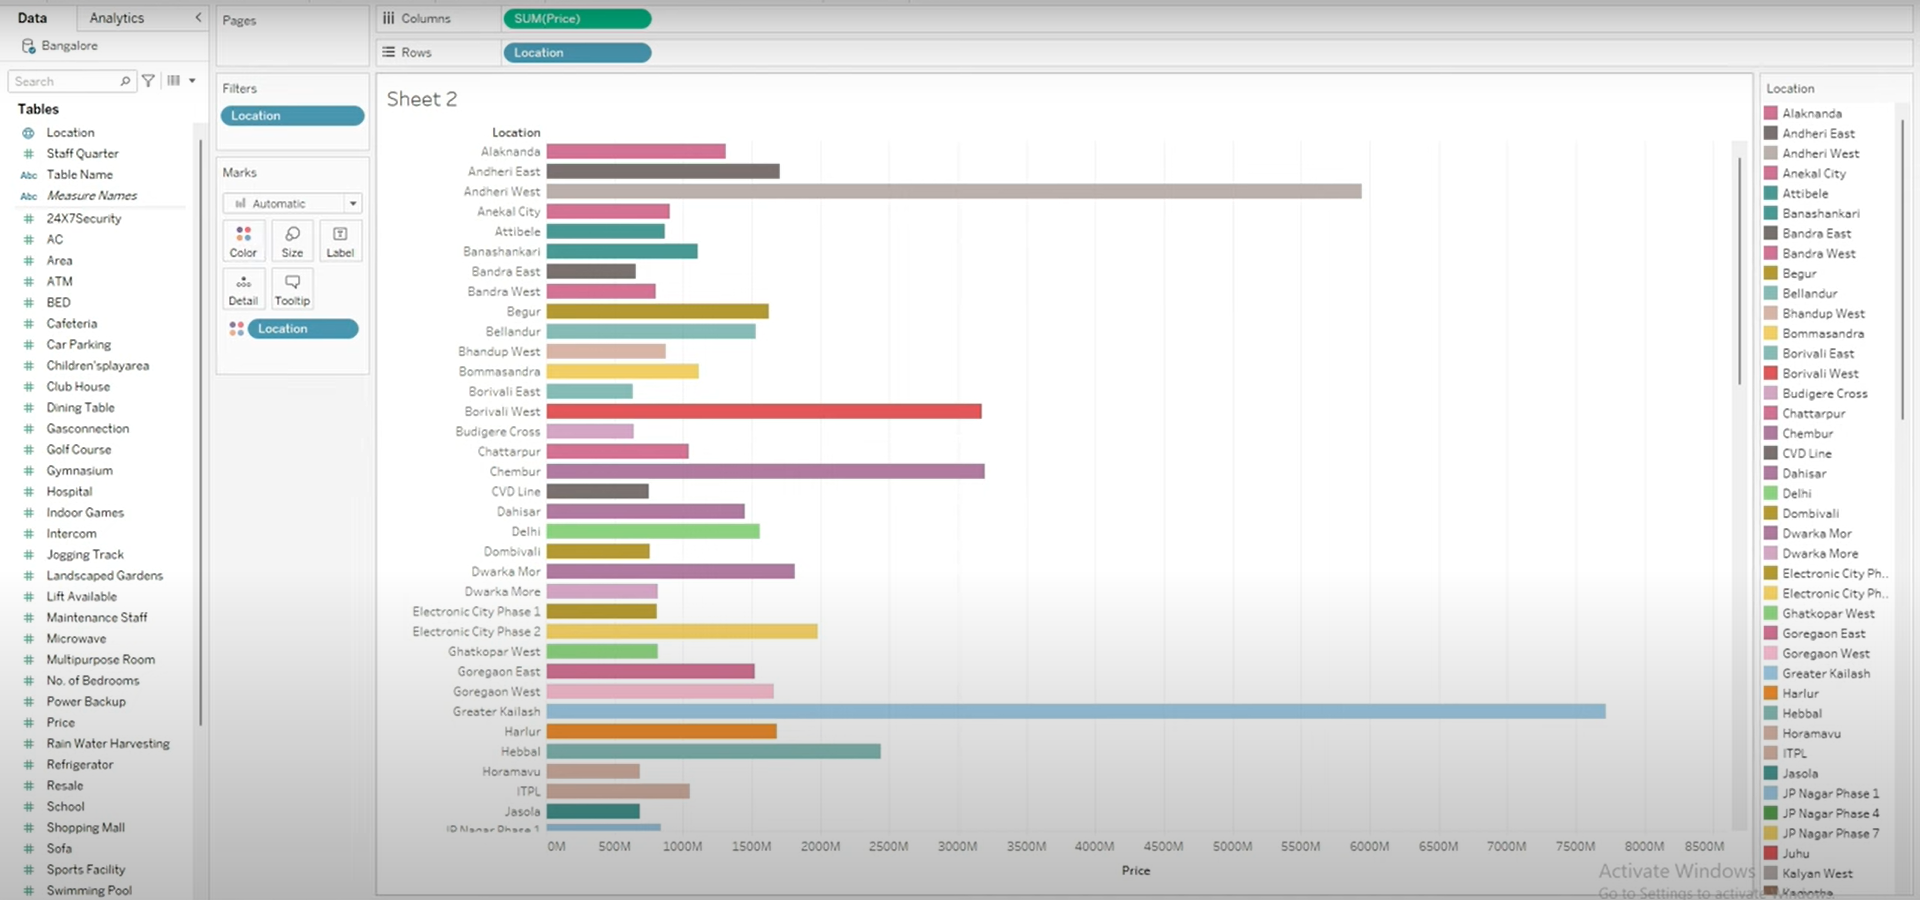 Data
Analytics
Bangalore
Search
Tables
Location
Staff Quarter
Abc Table Name
Abc Measure Names
24X7Security
AC
Area
ATM
BED
Cafeteria
Car Parking
Children'splayarea
Club House
Dining Table
Gasconnection
Golf Course
Gymnasium
Hospital
Indoor Games
Intercom
Jogging Track
Landscaped Gardens
Lift Available
Maintenance Staff
Microwave
Multipurpose Room
No. of Bedrooms
Power Backup
Price
Rain Water Harvesting
Refrigerator
Resale
School
Shopping Mall
Sofa
Sports Facility
Swimming Pool
Pages
Filters
Location
Marks
Automatic
Color Size Label
Detail Tooltip
Location
Columns SUM(Price)
Rows Location
Sheet 2
Location
Alaknanda
Andheri East
Andheri West
Anekal City
Attibele
Banashankari
Bandra East
Bandra West
Begur
Bellandur
Bhandup West
Bommasandra
Borivali East
Borivali West
Budigere Cross
Chattarpur
Chembur
CVD Line
Dahisar
Delhi
Dombivali
Dwarka Mor
Dwarka More
Electronic City Phase 1
Electronic City Phase 2
Ghatkopar West
Goregaon East
Goregaon West
Greater Kailash
Harlur
Hebbal
Horamavu
ITPL
Jasola
JP Nagar Phase 1
0M 500M 1000M 1500M 2000M 2500M 3000M 3500M 4000M 4500M 5000M 5500M 6000M 6500M 7000M 7500M 8000M 8500M
Price
Location
Alaknanda
Andheri East
Andheri West
Anekal City
Attibele
Banashankari
Bandra East
Bandra West
Begur
Bellandur
Bhandup West
Bommasandra
Borivali East
Borivali West
Budigere Cross
Chattarpur
Chembur
CVD Line
Dahisar
Delhi
Dombivali
Dwarka Mor
Dwarka More
Electronic City Ph..
Electronic City Ph..
Ghatkopar West
Goregaon East
Goregaon West
Greater Kailash
Harlur
Hebbal
Horamavu
ITPL
Jasola
JP Nagar Phase 1
JP Nagar Phase 4
JP Nagar Phase 7
Juhu
Kalyan West
Activate Windows
Go to Settings to activate Windows.